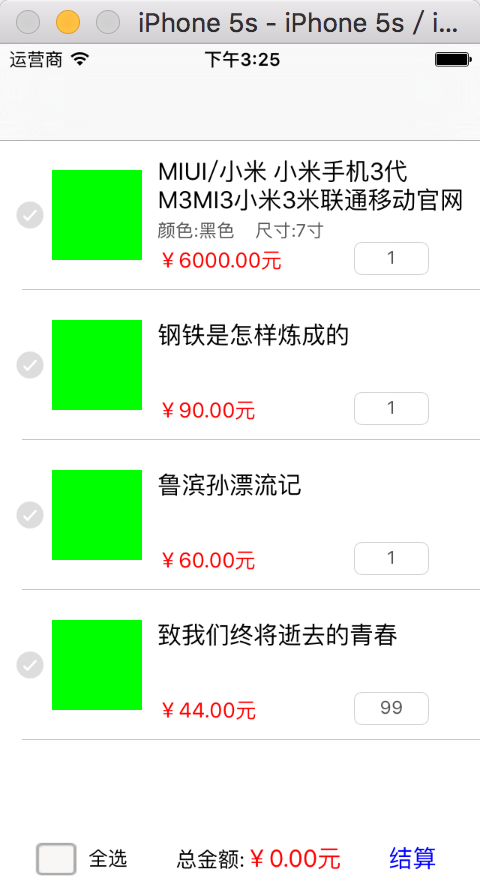 iPhone 5s - iPhone 5s / i...
运营商 下午3:25
MIUI/小米 小米手机3代
M3MI3小米3米联通移动官网
颜色:黑色 尺寸:7寸
￥6000.00元 1
钢铁是怎样炼成的
￥90.00元 1
鲁滨孙漂流记
￥60.00元 1
致我们终将逝去的青春
￥44.00元 99
全选 总金额:￥0.00元 结算